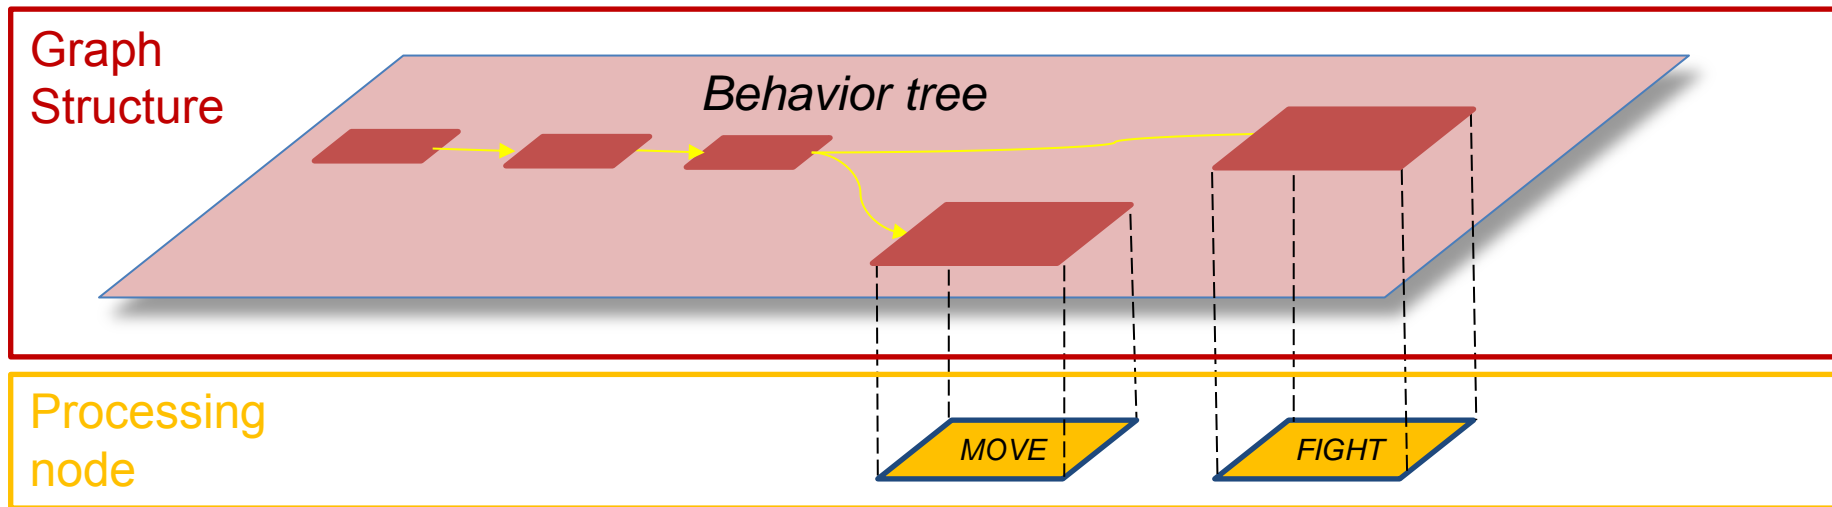 Graph
Structure
Behavior tree
Processing
node
MOVE
FIGHT